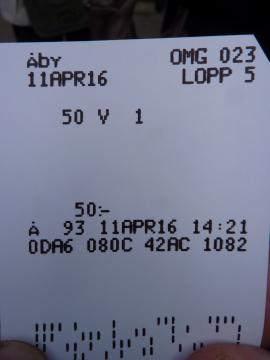 Åby OMG 023
11APR16 LOPP 5
50 V 1
50:-
Å 93 11APR16 14:21
0DA6 080C 42AC 1082